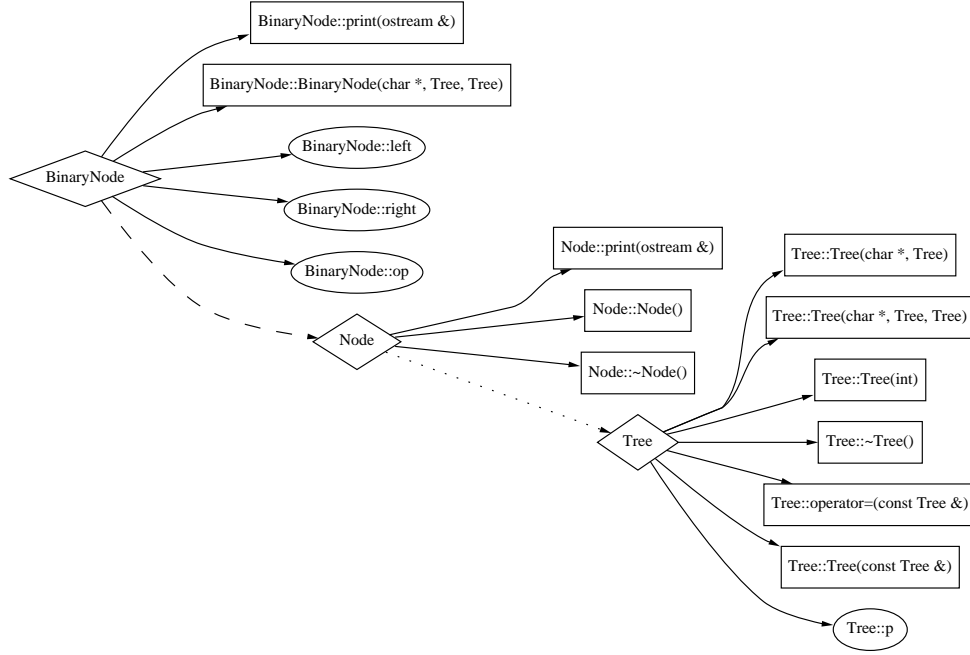 BinaryNode::print(ostream &)
BinaryNode::BinaryNode(char *, Tree, Tree)
BinaryNode::left
BinaryNode
BinaryNode::right
BinaryNode::op
Node::print(ostream &)
Tree::Tree(char *, Tree)
Node::Node()
Tree::Tree(char *, Tree, Tree)
Node
Node::~Node()
Tree::Tree(int)
Tree
Tree::~Tree()
Tree::operator=(const Tree &)
Tree::Tree(const Tree &)
Tree::p